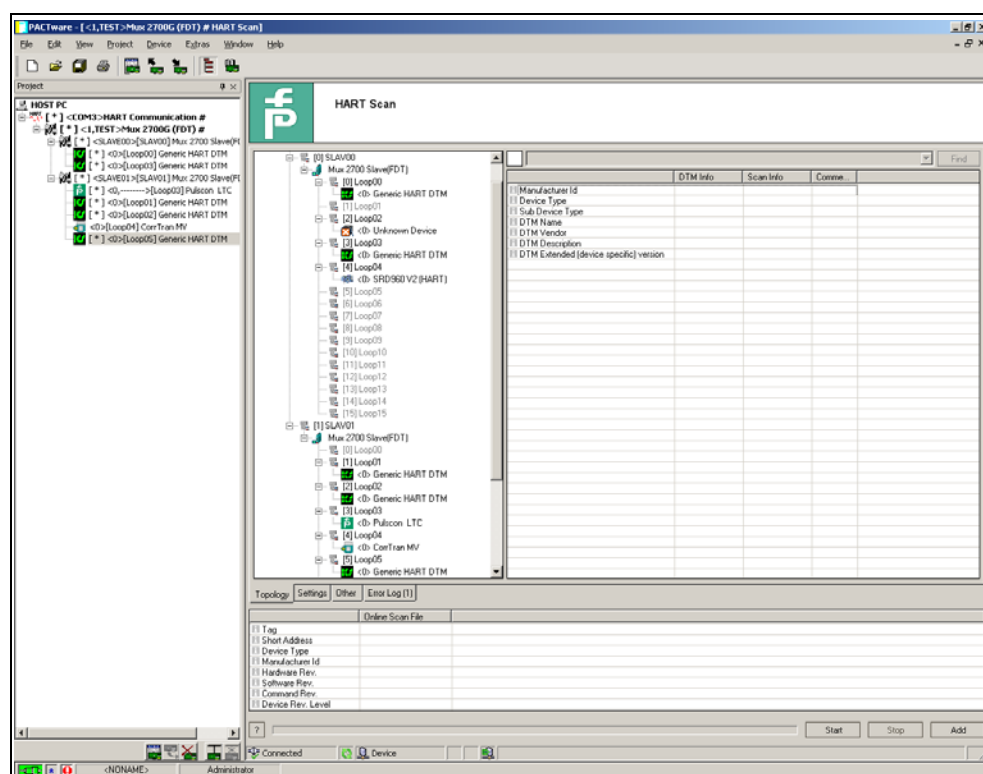 PACTware - [ <1,TEST>Mux 2700G (FDT) # HART Scan]
File Edit View Project Device Extras Window Help
Project
HOST PC
[ * ] <COM3>HART Communication #
[ * ] <1,TEST>Mux 2700G (FDT) #
[ * ] <SLAVE00>[SLAV00] Mux 2700 Slave(FI
[ * ] <0>[Loop00] Generic HART DTM
[ * ] <0>[Loop03] Generic HART DTM
[ * ] <SLAVE01>[SLAV01] Mux 2700 Slave(FI
[ * ] <0,-------->[Loop03] Pulscon LTC
[ * ] <0>[Loop01] Generic HART DTM
[ * ] <0>[Loop02] Generic HART DTM
<0>[Loop04] CorrTran MV
[ * ] <0>[Loop05] Generic HART DTM
HART Scan
[0] SLAV00
Mux 2700 Slave(FDT)
[0] Loop00
<0> Generic HART DTM
[1] Loop01
[2] Loop02
<0> Unknown Device
[3] Loop03
<0> Generic HART DTM
[4] Loop04
<0> SRD960 V2 (HART)
[5] Loop05
[6] Loop06
[7] Loop07
[8] Loop08
[9] Loop09
[10] Loop10
[11] Loop11
[12] Loop12
[13] Loop13
[14] Loop14
[15] Loop15
[1] SLAV01
Mux 2700 Slave(FDT)
[0] Loop00
[1] Loop01
<0> Generic HART DTM
[2] Loop02
<0> Generic HART DTM
[3] Loop03
<0> Pulscon LTC
[4] Loop04
<0> CorrTran MV
[5] Loop05
<0> Generic HART DTM
Find
DTM Info Scan Info Comme...
Manufacturer Id
Device Type
Sub Device Type
DTM Name
DTM Vendor
DTM Description
DTM Extended (device specific) version
Topology Settings Other Error Log (1)
Online Scan File
Tag
Short Address
Device Type
Manufacturer Id
Hardware Rev.
Software Rev.
Command Rev.
Device Rev. Level
? Start Stop Add
Connected Device
<NONAME> Administrator